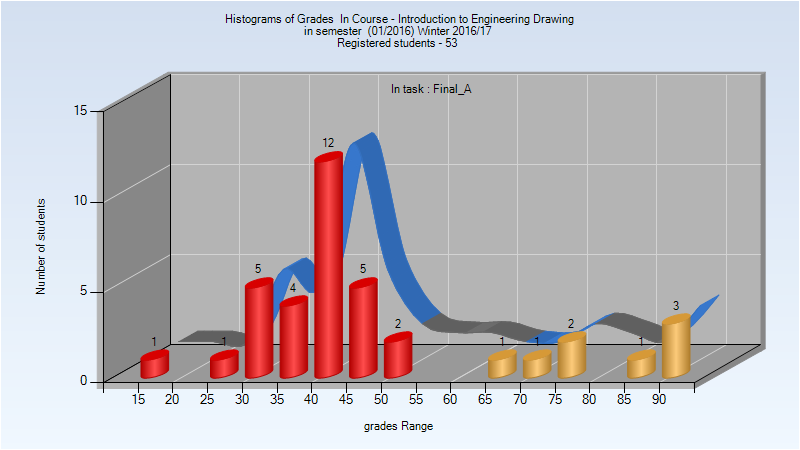 Histograms of Grades  In Course - Introduction to Engineering Drawing
in semester  (01/2016) Winter 2016/17
Registered students - 53
In task : Final_A
Number of students
15
10
5
0
1
1
5
4
12
5
2
1
1
2
1
3
15 20 25 30 35 40 45 50 55 60 65 70 75 80 85 90
grades Range